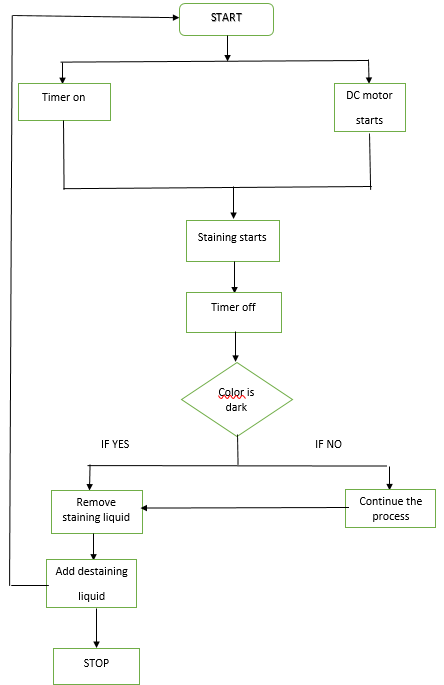 START
Timer on
DC motor
starts
Staining starts
Timer off
Color is
dark
IF YES
IF NO
Remove
staining liquid
Continue the
process
Add destaining
liquid
STOP